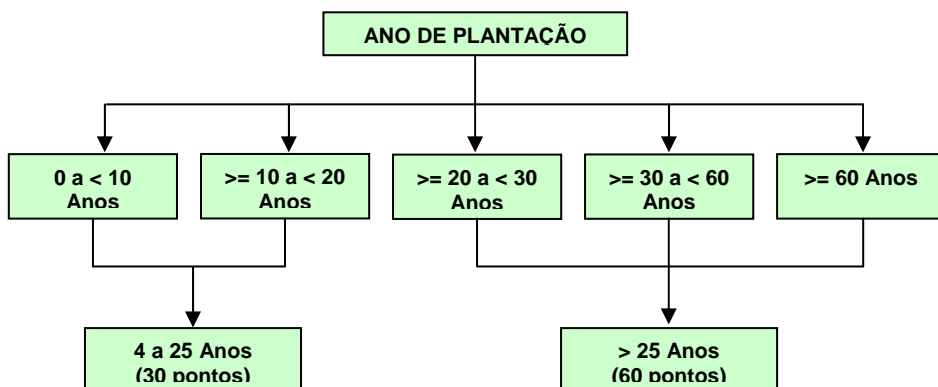 ANO DE PLANTAÇÃO
0 a < 10
Anos
>= 10 a < 20
Anos
>= 20 a < 30
Anos
>= 30 a < 60
Anos
>= 60 Anos
4 a 25 Anos
(30 pontos)
> 25 Anos
(60 pontos)